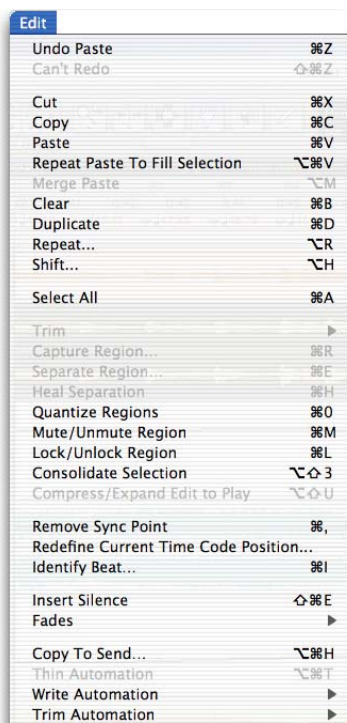 Edit
Undo Paste ⌘Z
Can't Redo ⇧⌘Z
Cut ⌘X
Copy ⌘C
Paste ⌘V
Repeat Paste To Fill Selection ⌥⌘V
Merge Paste ⌥M
Clear ⌘B
Duplicate ⌘D
Repeat... ⌥R
Shift... ⌥H
Select All ⌘A
Trim ▶
Capture Region... ⌘R
Separate Region... ⌘E
Heal Separation ⌘H
Quantize Regions ⌘0
Mute/Unmute Region ⌘M
Lock/Unlock Region ⌘L
Consolidate Selection ⌥⇧3
Compress/Expand Edit to Play ⌥⇧U
Remove Sync Point ⌘,
Redefine Current Time Code Position...
Identify Beat... ⌘I
Insert Silence ⇧⌘E
Fades ▶
Copy To Send... ⌥⌘H
Thin Automation ⌥⌘T
Write Automation ▶
Trim Automation ▶